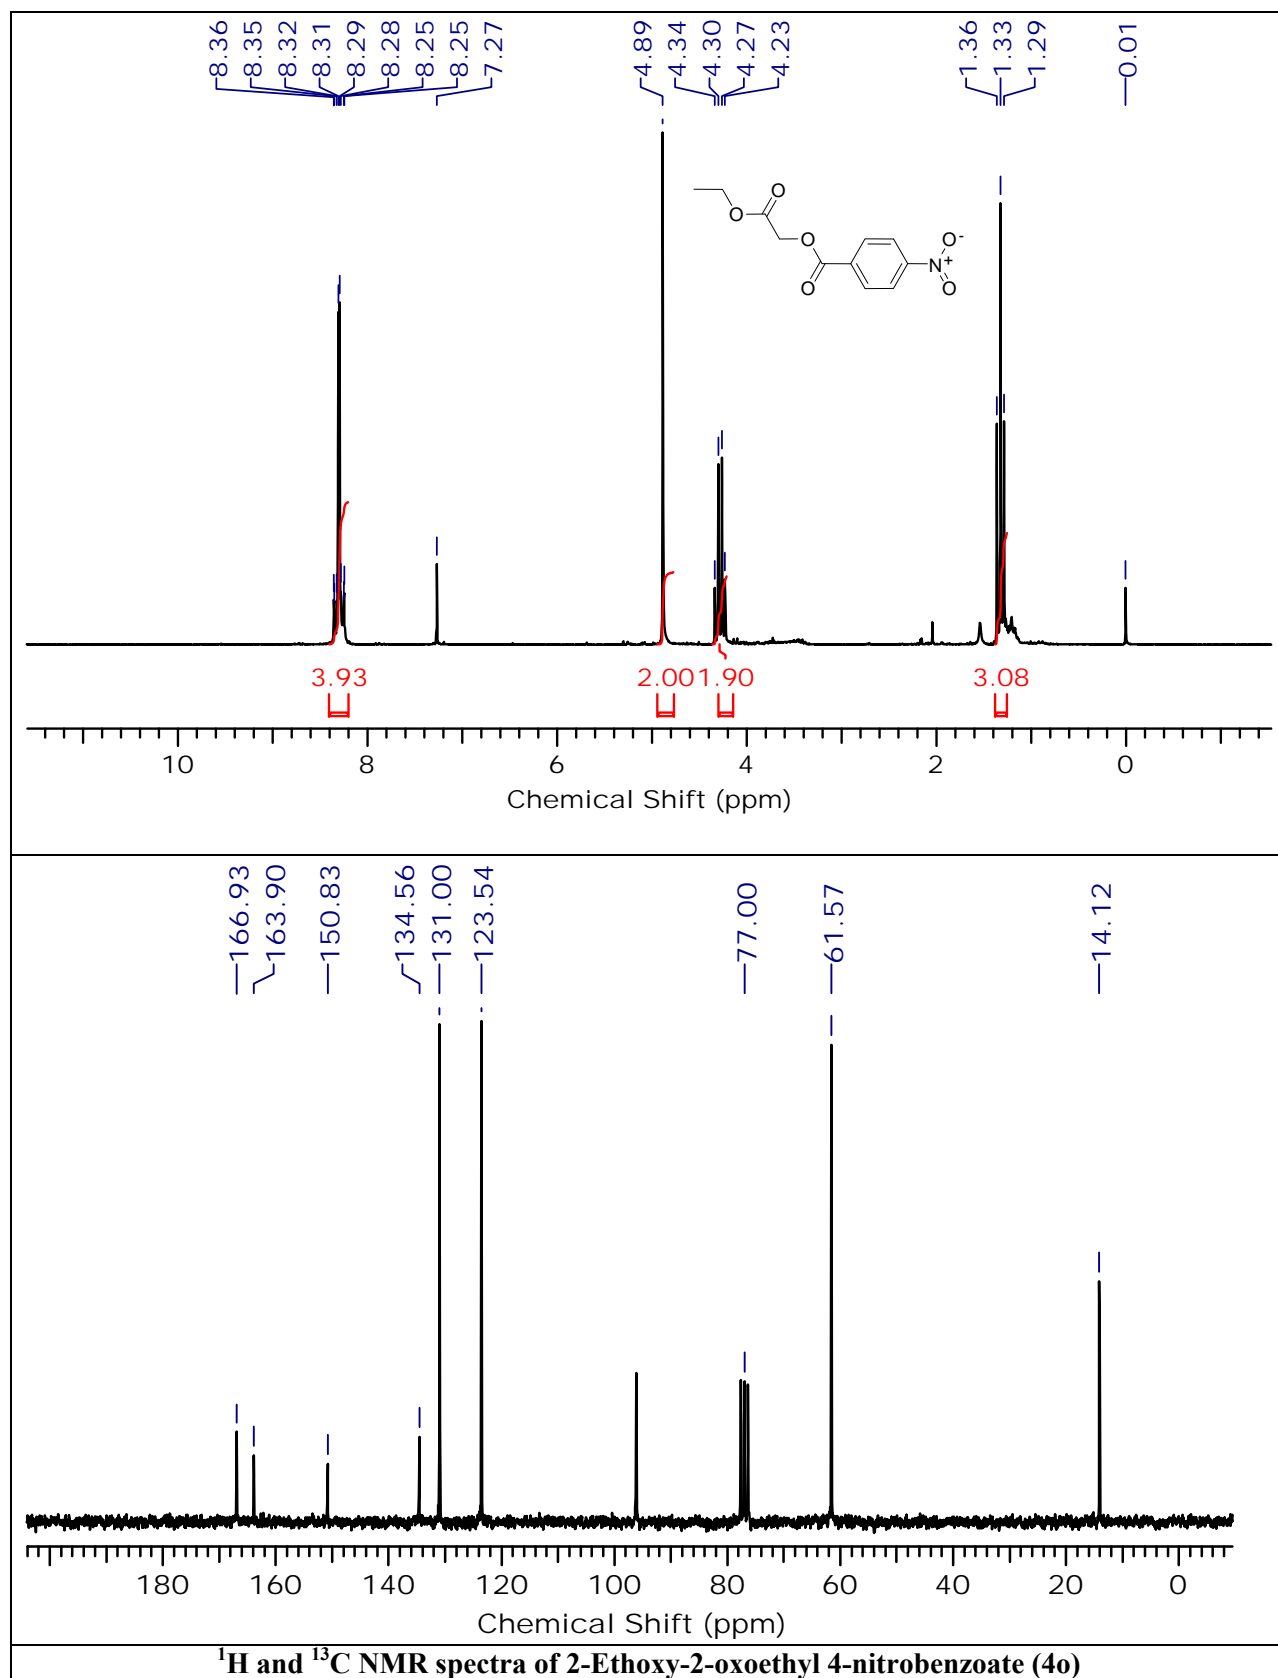 8.36
8.35
8.32
8.31
8.29
8.28
8.25
8.25
7.27
4.89
4.34
4.30
4.27
4.23
1.36
1.33
1.29
0.01
O
O
O
O
N
+
O
-
O
3.93
2.00
1.90
3.08
10 8 6 4 2 0
Chemical Shift (ppm)
166.93
163.90
150.83
134.56
131.00
123.54
77.00
61.57
14.12
180 160 140 120 100 80 60 40 20 0
Chemical Shift (ppm)
¹H and ¹³C NMR spectra of 2-Ethoxy-2-oxoethyl 4-nitrobenzoate (4o)